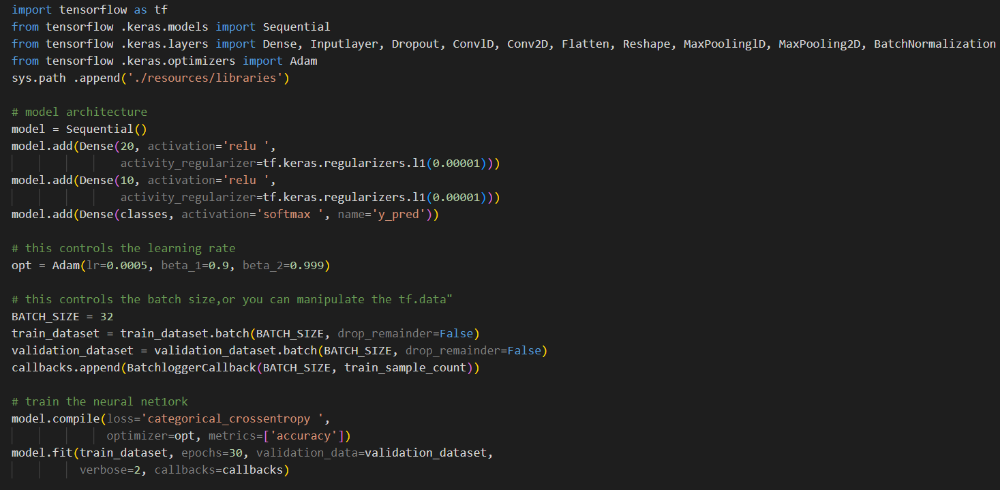 import tensorflow as tf
from tensorflow .keras.models import Sequential
from tensorflow .keras.layers import Dense, Inputlayer, Dropout, ConvlD, Conv2D, Flatten, Reshape, MaxPoolinglD, MaxPooling2D, BatchNormalization
from tensorflow .keras.optimizers import Adam
sys.path .append('./resources/libraries')
# model architecture
model = Sequential()
model.add(Dense(20, activation='relu ',
activity_regularizer=tf.keras.regularizers.l1(0.00001)))
model.add(Dense(10, activation='relu ',
activity_regularizer=tf.keras.regularizers.l1(0.00001)))
model.add(Dense(classes, activation='softmax ', name='y_pred'))
# this controls the learning rate
opt = Adam(lr=0.0005, beta_1=0.9, beta_2=0.999)
# this controls the batch size,or you can manipulate the tf.data"
BATCH_SIZE = 32
train_dataset = train_dataset.batch(BATCH_SIZE, drop_remainder=False)
validation_dataset = validation_dataset.batch(BATCH_SIZE, drop_remainder=False)
callbacks.append(BatchloggerCallback(BATCH_SIZE, train_sample_count))
# train the neural net1ork
model.compile(loss='categorical_crossentropy ',
optimizer=opt, metrics=['accuracy'])
model.fit(train_dataset, epochs=30, validation_data=validation_dataset,
verbose=2, callbacks=callbacks)